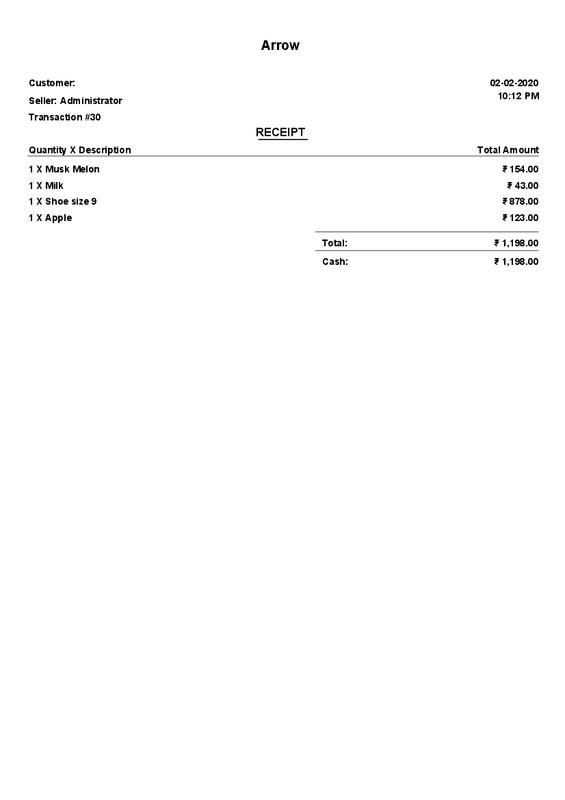 Arrow
Customer:
02-02-2020
Seller: Administrator
10:12 PM
Transaction #30
RECEIPT
Quantity X Description Total Amount
1 X Musk Melon ₹ 154.00
1 X Milk ₹ 43.00
1 X Shoe size 9 ₹ 878.00
1 X Apple ₹ 123.00
Total: ₹ 1,198.00
Cash: ₹ 1,198.00